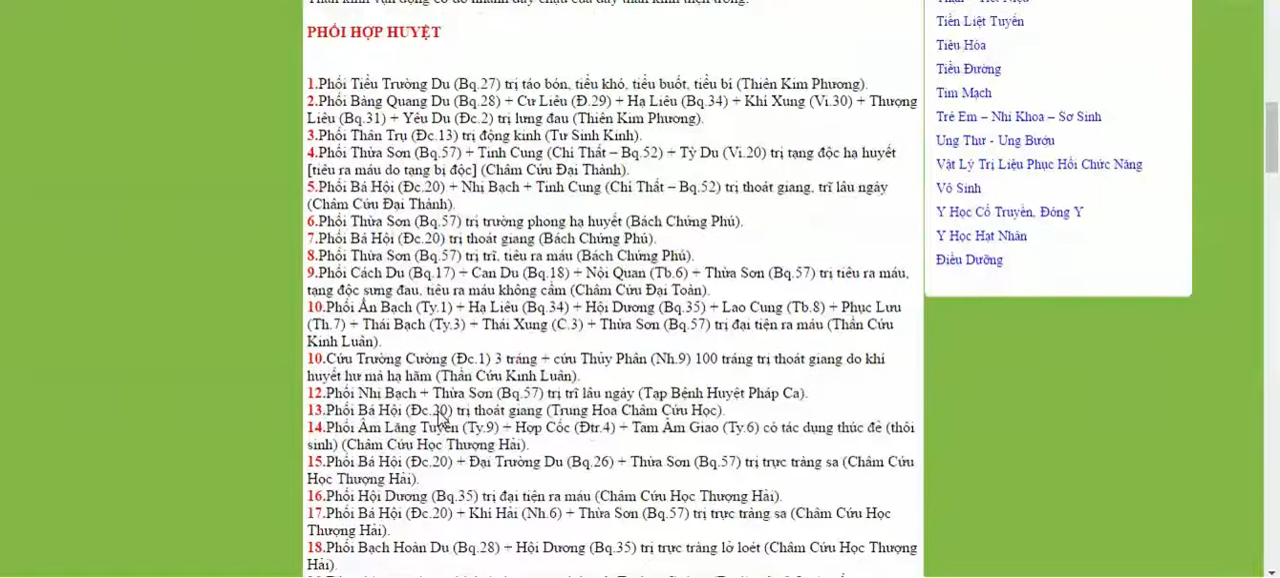 PHỐI HỢP HUYỆT
1.Phối Tiểu Trường Du (Bq.27) trị táo bón, tiểu khó, tiểu buốt, tiểu bí (Thiên Kim Phương).
2.Phối Bàng Quang Du (Bq.28) + Cư Liêu (Đ.29) + Hạ Liêu (Bq.34) + Khí Xung (Vi.30) + Thượng
Liêu (Bq.31) + Yêu Du (Đc.2) trị lưng đau (Thiên Kim Phương).
3.Phối Thân Trụ (Đc.13) trị động kinh (Tư Sinh Kinh).
4.Phối Thừa Sơn (Bq.57) + Tinh Cung (Chí Thất – Bq.52) + Tỳ Du (Vi.20) trị tạng độc hạ huyết
[tiêu ra máu do tạng bị độc] (Châm Cứu Đại Thành).
5.Phối Bá Hội (Đc.20) + Nhị Bạch + Tinh Cung (Chí Thất – Bq.52) trị thoát giang, trĩ lâu ngày
(Châm Cứu Đại Thành).
6.Phối Thừa Sơn (Bq.57) trị trường phong hạ huyết (Bách Chứng Phú).
7.Phối Bá Hội (Đc.20) trị thoát giang (Bách Chứng Phú).
8.Phối Thừa Sơn (Bq.57) trị trĩ, tiêu ra máu (Bách Chứng Phú).
9.Phối Cách Du (Bq.17) + Can Du (Bq.18) + Nội Quan (Tb.6) + Thừa Sơn (Bq.57) trị tiêu ra máu,
tạng độc sưng đau, tiêu ra máu không cầm (Châm Cứu Đại Toàn).
10.Phối Ẩn Bạch (Ty.1) + Hạ Liêu (Bq.34) + Hội Dương (Bq.35) + Lao Cung (Tb.8) + Phục Lưu
(Th.7) + Thái Bạch (Ty.3) + Thái Xung (C.3) + Thừa Sơn (Bq.57) trị đại tiện ra máu (Thần Cứu
Kinh Luân).
10.Cứu Trường Cường (Đc.1) 3 tráng + cứu Thủy Phân (Nh.9) 100 tráng trị thoát giang do khí
huyết hư mà hạ hãm (Thần Cứu Kinh Luân).
12.Phối Nhị Bạch + Thừa Sơn (Bq.57) trị trĩ lâu ngày (Tạp Bệnh Huyệt Pháp Ca).
13.Phối Bá Hội (Đc.20) trị thoát giang (Trung Hoa Châm Cứu Học).
14.Phối Âm Lăng Tuyền (Ty.9) + Hợp Cốc (Đtr.4) + Tam Âm Giao (Ty.6) có tác dụng thúc đẻ (thôi
sinh) (Châm Cứu Học Thượng Hải).
15.Phối Bá Hội (Đc.20) + Đại Trường Du (Bq.26) + Thừa Sơn (Bq.57) trị trực tràng sa (Châm Cứu
Học Thượng Hải).
16.Phối Hội Dương (Bq.35) trị đại tiện ra máu (Châm Cứu Học Thượng Hải).
17.Phối Bá Hội (Đc.20) + Khí Hải (Nh.6) + Thừa Sơn (Bq.57) trị trực tràng sa (Châm Cứu Học
Thượng Hải).
18.Phối Bạch Hoàn Du (Bq.28) + Hội Dương (Bq.35) trị trực tràng lở loét (Châm Cứu Học Thượng
Hải).
Tiền Liệt Tuyến
Tiêu Hóa
Tiểu Đường
Tim Mạch
Trẻ Em – Nhi Khoa – Sơ Sinh
Ung Thư - Ung Bướu
Vật Lý Trị Liệu Phục Hồi Chức Năng
Vô Sinh
Y Học Cổ Truyền, Đông Y
Y Học Hạt Nhân
Điều Dưỡng